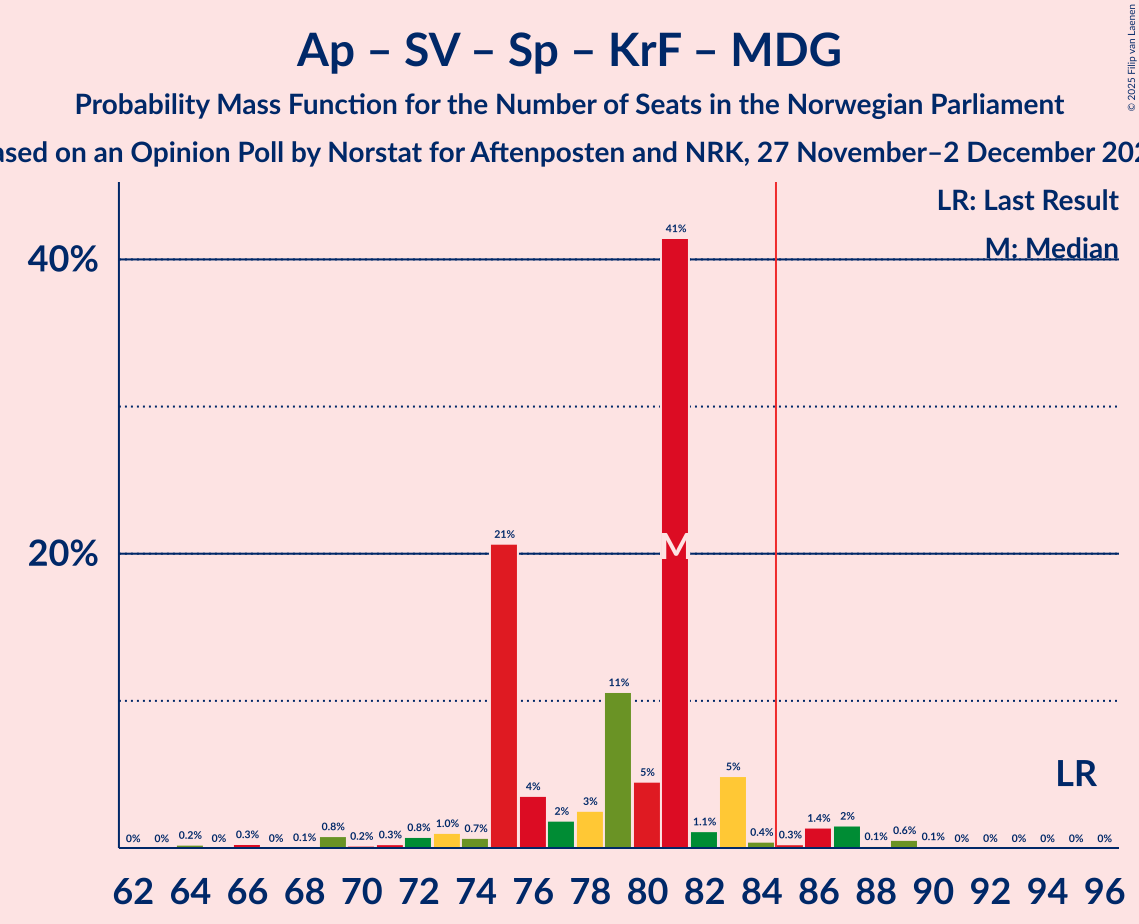 Ap – SV – Sp – KrF – MDG
Probability Mass Function for the Number of Seats in the Norwegian Parliament
on an Opinion Poll by Norstat for Aftenposten and NRK, 27 November–2 December
© 2025 Filip van Laenen
LR: Last Result
M: Median
40%
20%
0% 0% 0.2% 0% 0.3% 0% 0.1% 0.8% 0.2% 0.3% 0.8% 1.0% 0.7% 21% 4% 2% 3% 11% 5% 41% 1.1% 5% 0.4% 0.3% 1.4% 2% 0.1% 0.6% 0.1% 0% 0% 0% 0% 0% 0%
M
LR
62 64 66 68 70 72 74 76 78 80 82 84 86 88 90 92 94 96